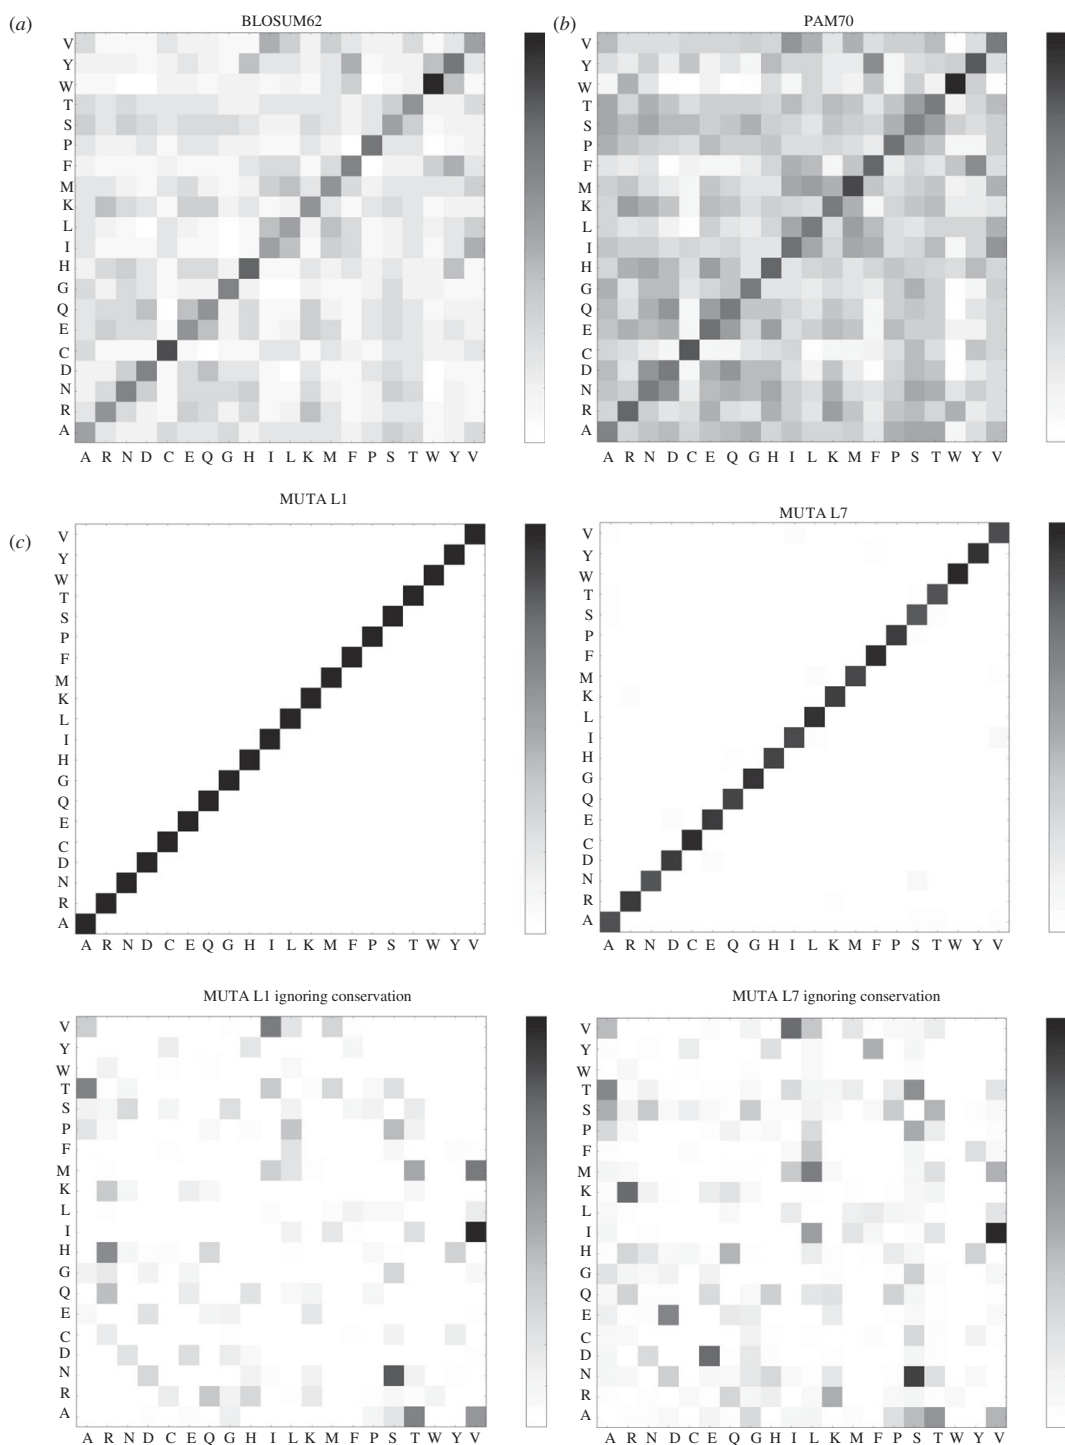 (a)
BLOSUM62
V
Y
W
T
S
P
F
M
K
L
I
H
G
Q
E
C
D
N
R
A
A R N D C E Q G H I L K M F P S T W Y V
(b)
PAM70
V
Y
W
T
S
P
F
M
K
L
I
H
G
Q
E
C
D
N
R
A
A R N D C E Q G H I L K M F P S T W Y V
(c)
MUTA L1
V
Y
W
T
S
P
F
M
K
L
I
H
G
Q
E
C
D
N
R
A
A R N D C E Q G H I L K M F P S T W Y V
MUTA L7
V
Y
W
T
S
P
F
M
K
L
I
H
G
Q
E
C
D
N
R
A
A R N D C E Q G H I L K M F P S T W Y V
MUTA L1 ignoring conservation
V
Y
W
T
S
P
F
M
K
L
I
H
G
Q
E
C
D
N
R
A
A R N D C E Q G H I L K M F P S T W Y V
MUTA L7 ignoring conservation
V
Y
W
T
S
P
F
M
K
L
I
H
G
Q
E
C
D
N
R
A
A R N D C E Q G H I L K M F P S T W Y V